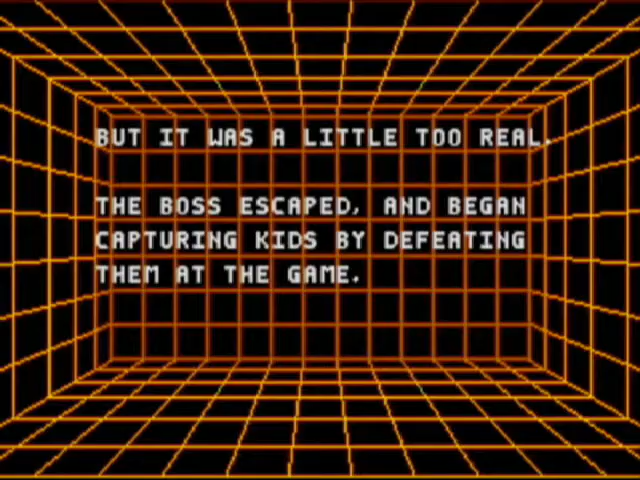 BUT IT WAS A LITTLE TOO REAL.
THE BOSS ESCAPED, AND BEGAN
CAPTURING KIDS BY DEFEATING
THEM AT THE GAME.